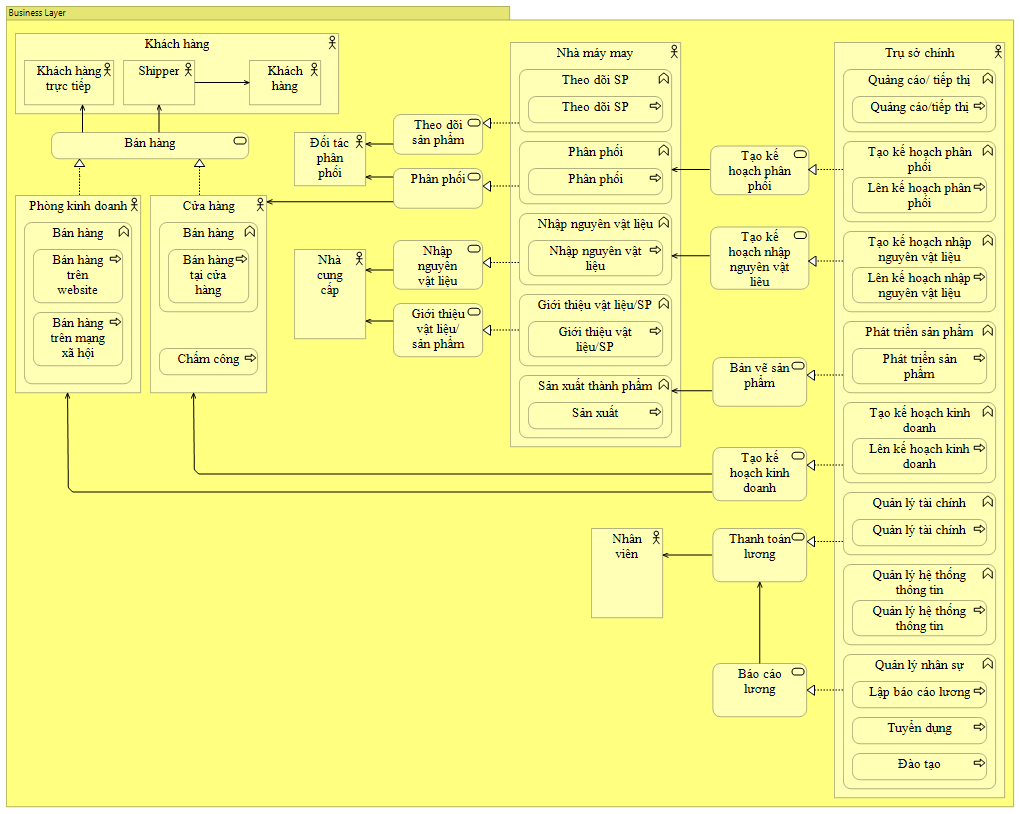 Business Layer
Khách hàng
Khách hàng
trực tiếp
Shipper
Khách
hàng
Bán hàng
Phòng kinh doanh
Bán hàng
Bán hàng
trên
website
Bán hàng
trên mạng
xã hội
Cửa hàng
Bán hàng
Bán hàng
tại cửa
hàng
Chấm công
Đối tác
phân
phối
Nhà
cung
cấp
Theo dõi
sản phẩm
Phân phối
Nhập
nguyên
vật liệu
Giới thiệu
vật liệu/
sản phẩm
Nhà máy may
Theo dõi SP
Theo dõi SP
Phân phối
Phân phối
Nhập nguyên vật liệu
Nhập nguyên vật
liệu
Giới thiệu vật liệu/SP
Giới thiệu vật
liệu/SP
Sản xuất thành phẩm
Sản xuất
Tạo kế
hoạch phân
phối
Tạo kế
hoạch nhập
nguyên vật
liêu
Bản vẽ sản
phẩm
Tạo kế
hoạch kinh
doanh
Nhân
viên
Thanh toán
lương
Báo cáo
lương
Trụ sở chính
Quảng cáo/ tiếp thị
Quảng cáo/tiếp thị
Tạo kế hoạch phân
phối
Lên kế hoạch phân
phối
Tạo kế hoạch nhập
nguyên vật liệu
Lên kế hoạch nhập
nguyên vật liệu
Phát triển sản phẩm
Phát triển sản
phẩm
Tạo kế hoạch kinh
doanh
Lên kế hoạch kinh
doanh
Quản lý tài chính
Quản lý tài chính
Quản lý hệ thống
thông tin
Quản lý hệ thống
thông tin
Quản lý nhân sự
Lập báo cáo lương
Tuyển dụng
Đào tạo